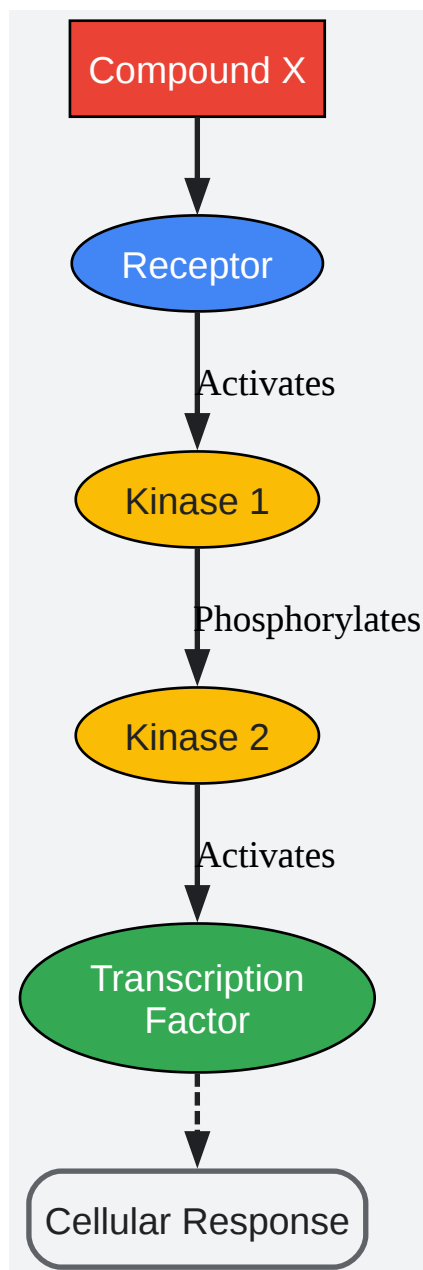 Compound X
Receptor
Activates
Kinase 1
Phosphorylates
Kinase 2
Activates
Transcription
Factor
Cellular Response